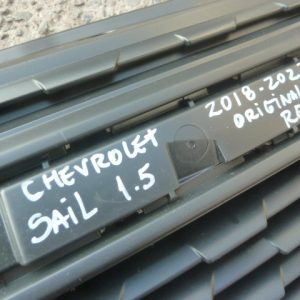 CHEVROLET
SAiL 1.5
2018-202
ORIGINAL
RE